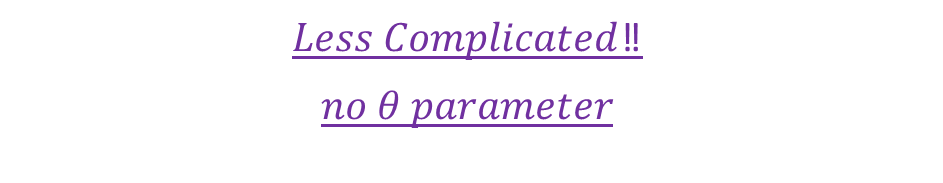 Less Complicated‼
no θ parameter